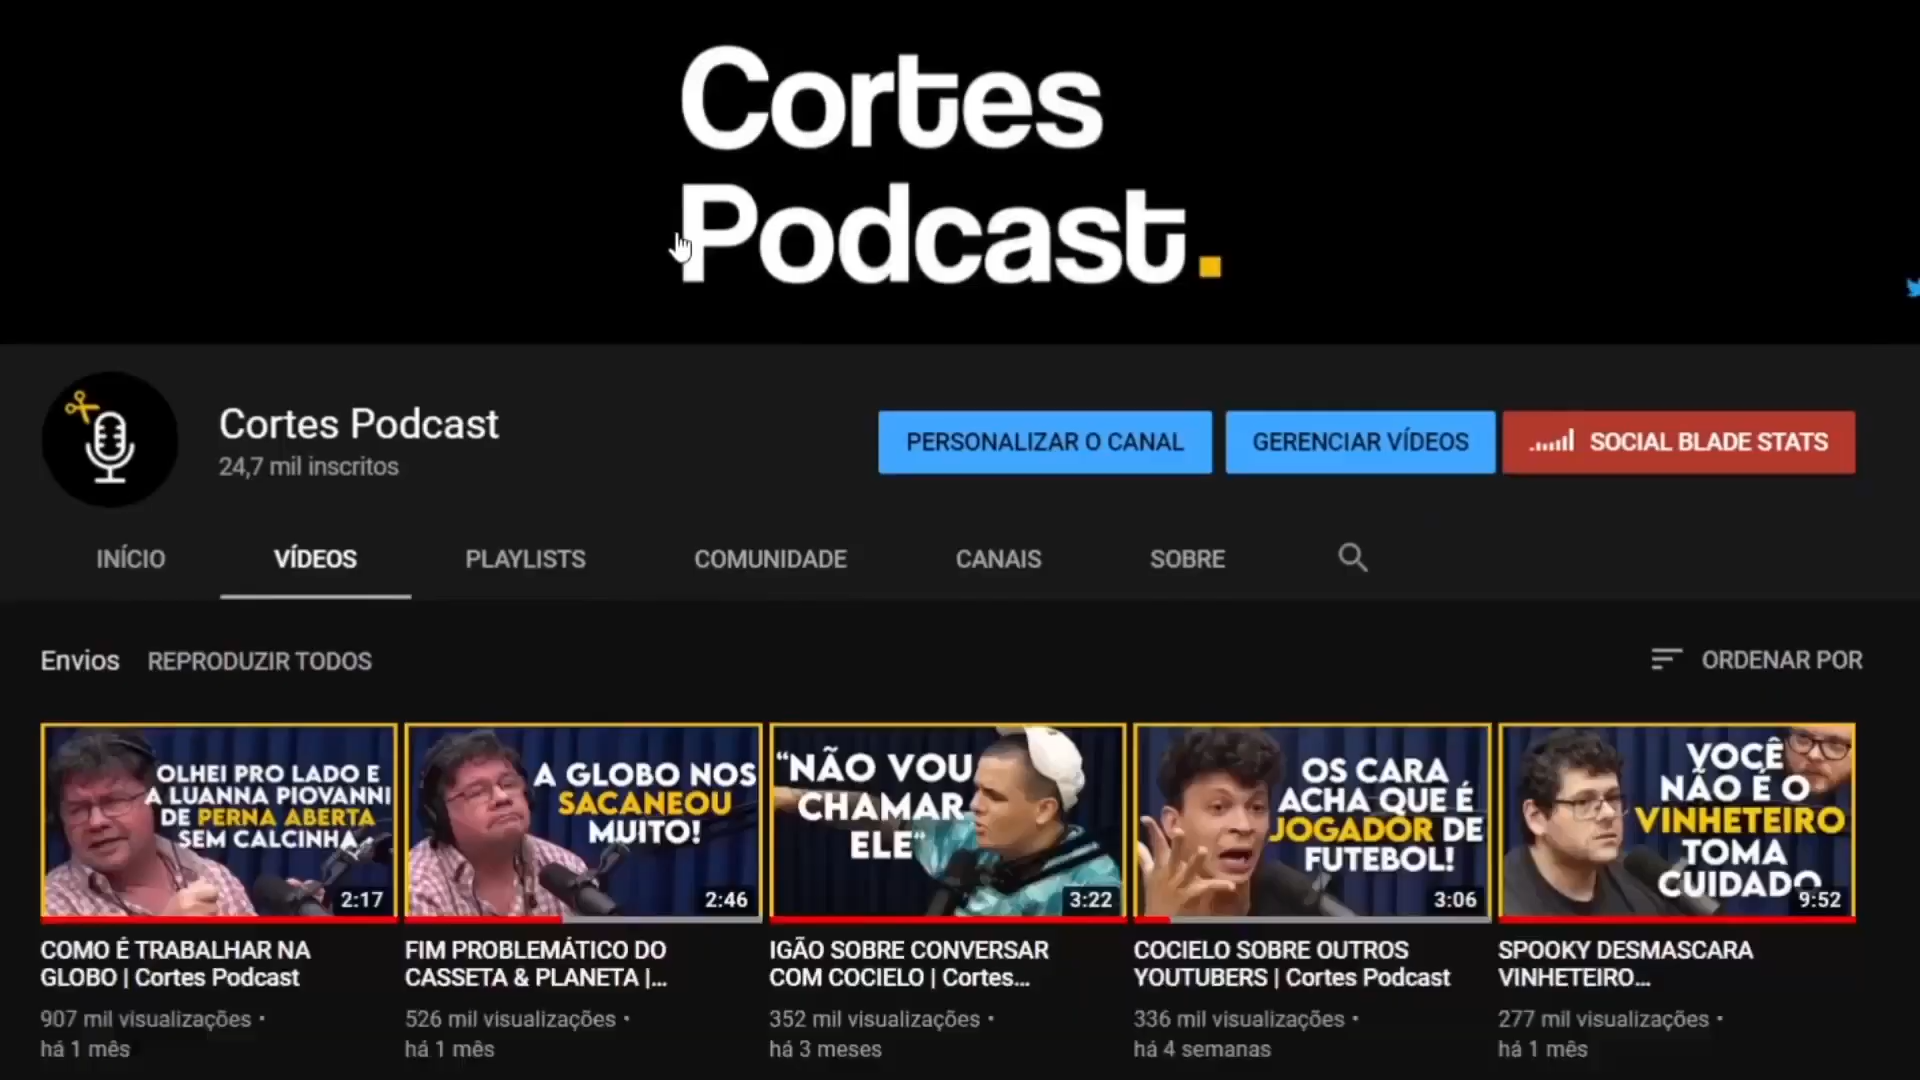 Cortes
Podcast.
Cortes Podcast
24,7 mil inscritos
PERSONALIZAR O CANAL
GERENCIAR VÍDEOS
SOCIAL BLADE STATS
INÍCIO
VÍDEOS
PLAYLISTS
COMUNIDADE
CANAIS
SOBRE
Envios
REPRODUZIR TODOS
ORDENAR POR
OLHEI PRO LADO E
A LUANNA PIOVANNI
DE PERNA ABERTA
SEM CALCINHA
2:17
COMO É TRABALHAR NA
GLOBO | Cortes Podcast
907 mil visualizações •
há 1 mês
A GLOBO NOS
SACANEOU
MUITO!
2:46
FIM PROBLEMÁTICO DO
CASSETA & PLANETA |...
526 mil visualizações •
há 1 mês
“NÃO VOU
CHAMAR
ELE“
3:22
IGÃO SOBRE CONVERSAR
COM COCIELO | Cortes...
352 mil visualizações •
há 3 meses
OS CARA
ACHA QUE É
JOGADOR DE
FUTEBOL!
3:06
COCIELO SOBRE OUTROS
YOUTUBERS | Cortes Podcast
336 mil visualizações •
há 4 semanas
VOCÊ
NÃO É O
VINHETEIRO
TOMA
CUIDADO
9:52
SPOOKY DESMASCARA
VINHETEIRO...
277 mil visualizações •
há 1 mês